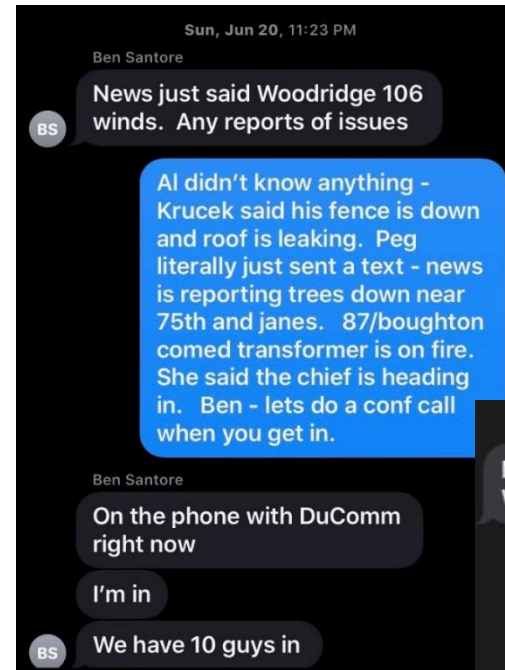 Sun, Jun 20, 11:23 PM
Ben Santore
News just said Woodridge 106
winds. Any reports of issues
BS
Al didn't know anything -
Krucek said his fence is down
and roof is leaking. Peg
literally just sent a text - news
is reporting trees down near
75th and janes. 87/boughton
comed transformer is on fire.
She said the chief is heading
in. Ben - lets do a conf call
when you get in.
Ben Santore
On the phone with DuComm
right now
I'm in
We have 10 guys in
BS